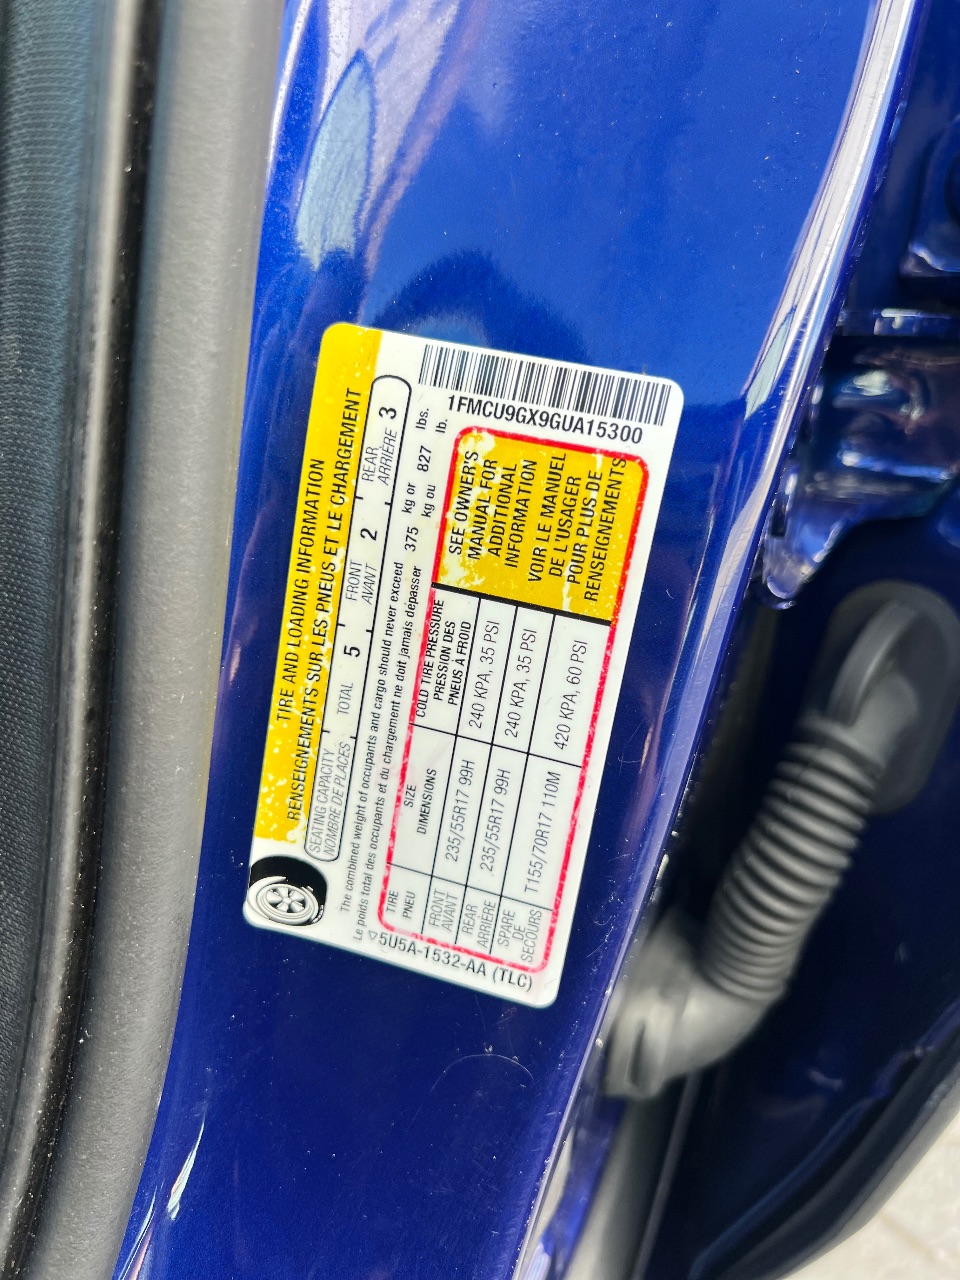 TIRE AND LOADING INFORMATION
RENSEIGNEMENTS SUR LES PNEUS ET LE CHARGEMENT
SEATING CAPACITY TOTAL 5 FRONT 2 REAR 3
NOMBRE DE PLACES AVANT ARRIÈRE
The combined weight of occupants and cargo should never exceed 375 kg or 827 lbs.
Le poids total des occupants et du chargement ne doit jamais dépasser kg ou lb.
TIRE SIZE COLD TIRE PRESSURE
PNEU DIMENSIONS PRESSION DES
PNEUS À FROID
FRONT
AVANT 235/55R17 99H 240 KPA, 35 PSI
REAR
ARRIÈRE 235/55R17 99H 240 KPA, 35 PSI
SPARE
DE
SECOURS T155/70R17 110M 420 KPA, 60 PSI
SEE OWNER'S
MANUAL FOR
ADDITIONAL
INFORMATION
VOIR LE MANUEL
DE L'USAGER
POUR PLUS DE
RENSEIGNEMENTS
1FMCU9GX9GUA15300
5U5A-1532-AA (TLC)